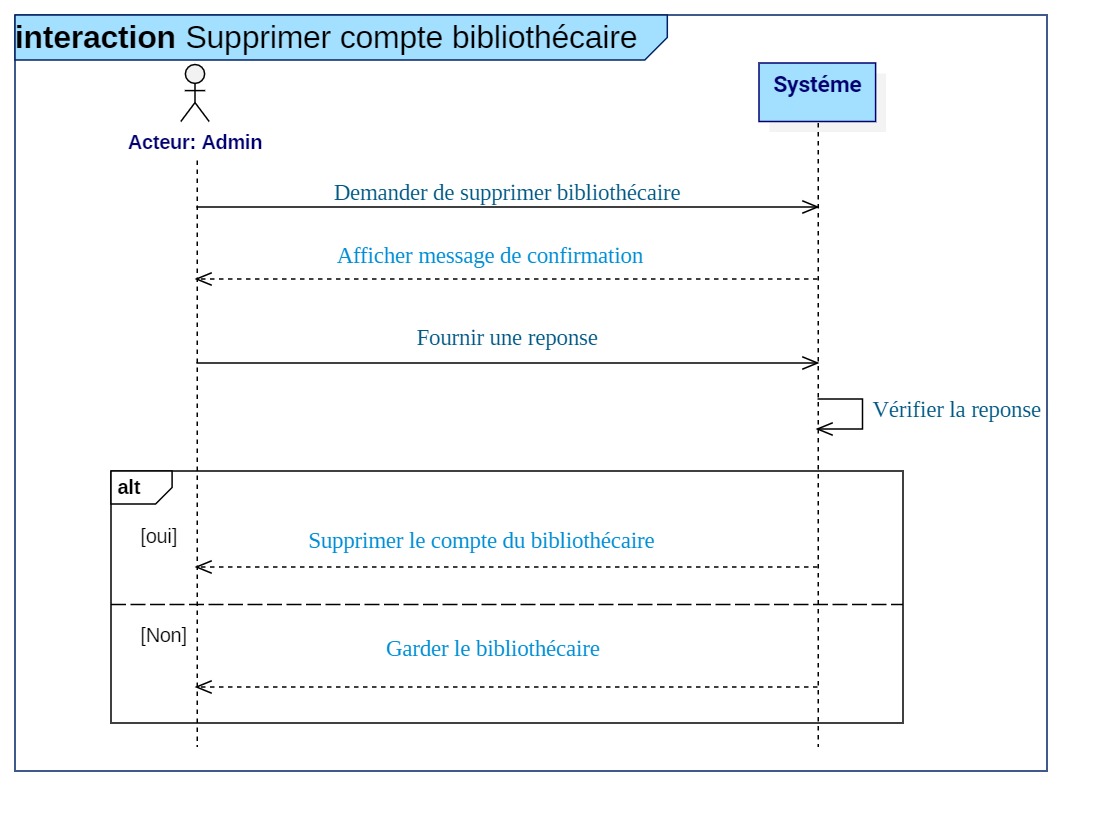 interaction Supprimer compte bibliothécaire
Systéme
Acteur: Admin
Demander de supprimer bibliothécaire
Afficher message de confirmation
Fournir une reponse
Vérifier la reponse
alt
[oui]
Supprimer le compte du bibliothécaire
[Non]
Garder le bibliothécaire